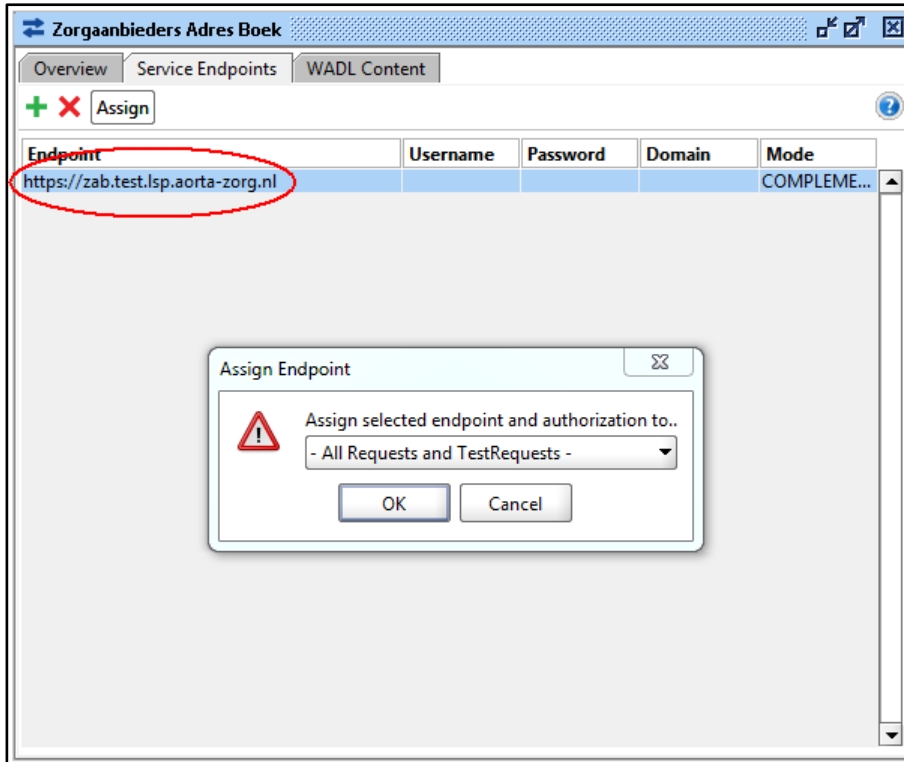 Zorgaanbieders Adres Boek
Overview Service Endpoints WADL Content
Assign
Endpoint Username Password Domain Mode
https://zab.test.lsp.aorta-zorg.nl COMPLEME...
Assign Endpoint
Assign selected endpoint and authorization to..
- All Requests and TestRequests -
OK Cancel